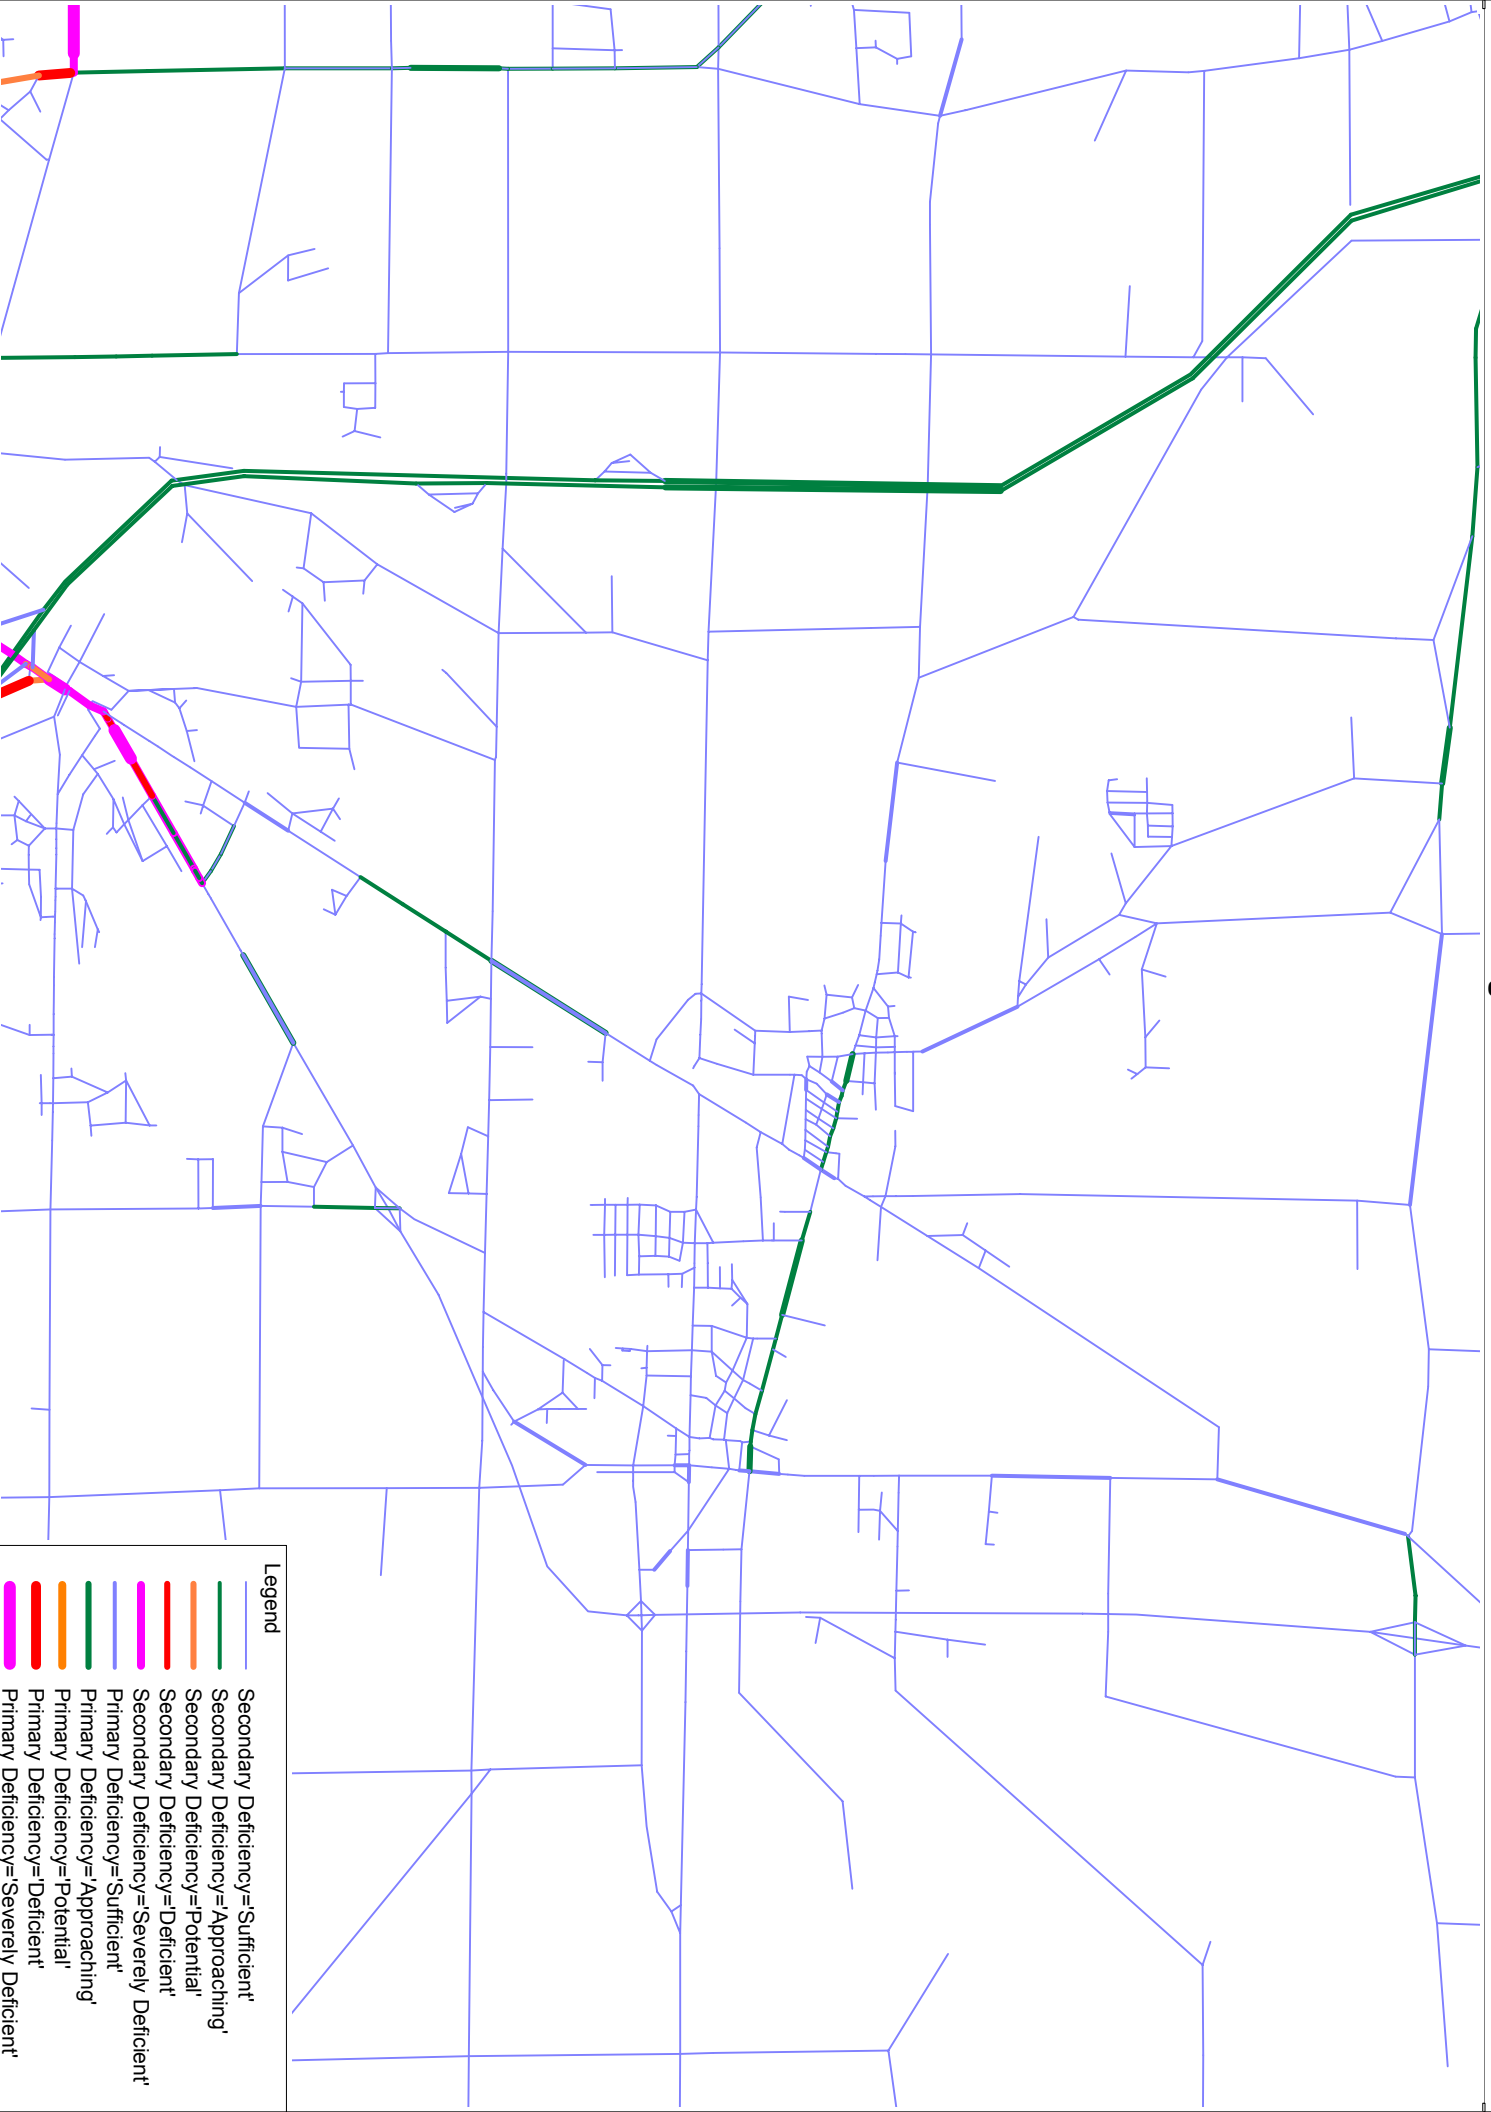 Legend
Secondary Deficiency='Sufficient'
Secondary Deficiency='Approaching'
Secondary Deficiency='Potential'
Secondary Deficiency='Deficient'
Secondary Deficiency='Severely Deficient'
Primary Deficiency='Sufficient'
Primary Deficiency='Approaching'
Primary Deficiency='Potential'
Primary Deficiency='Deficient'
Primary Deficiency='Severely Deficient'